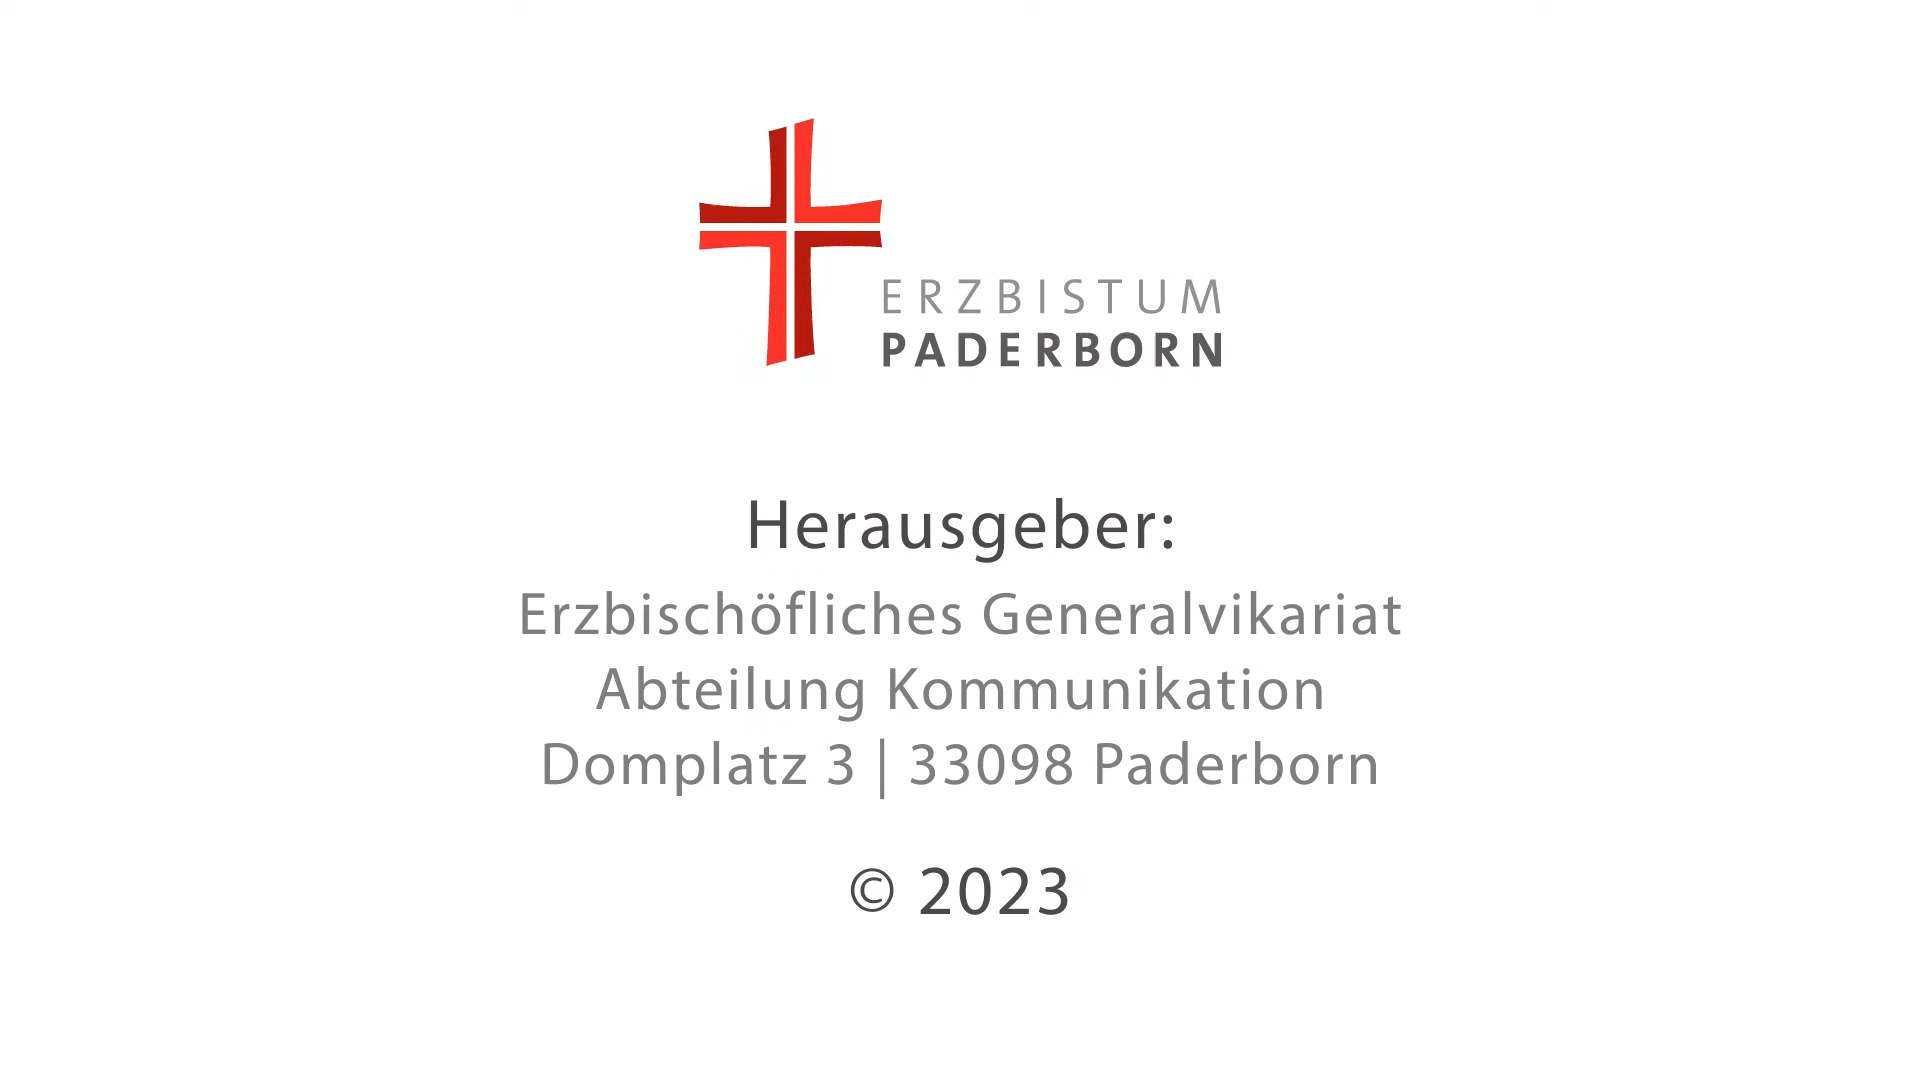 ERZBISTUM
PADERBORN
Herausgeber:
Erzbischöfliches Generalvikariat
Abteilung Kommunikation
Domplatz 3 | 33098 Paderborn
© 2023